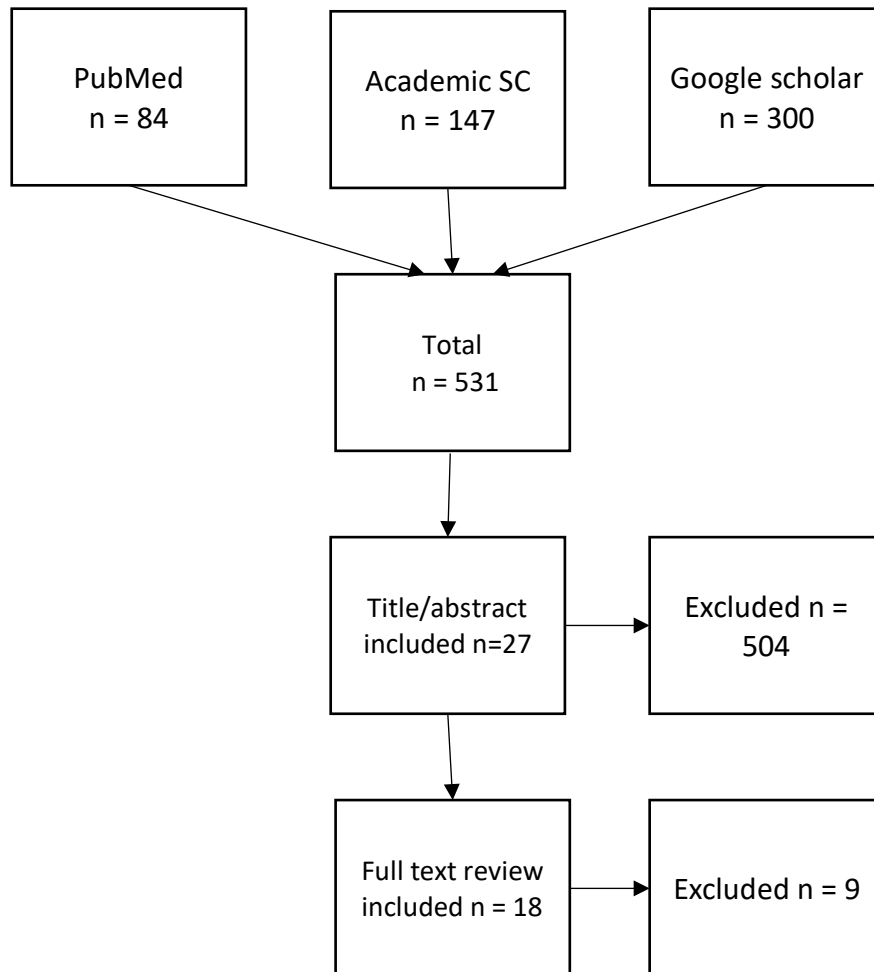 PubMed
n = 84
Academic SC
n = 147
Google scholar
n = 300
Total
n = 531
Title/abstract
included n=27
Excluded n =
504
Full text review
included n = 18
Excluded n = 9